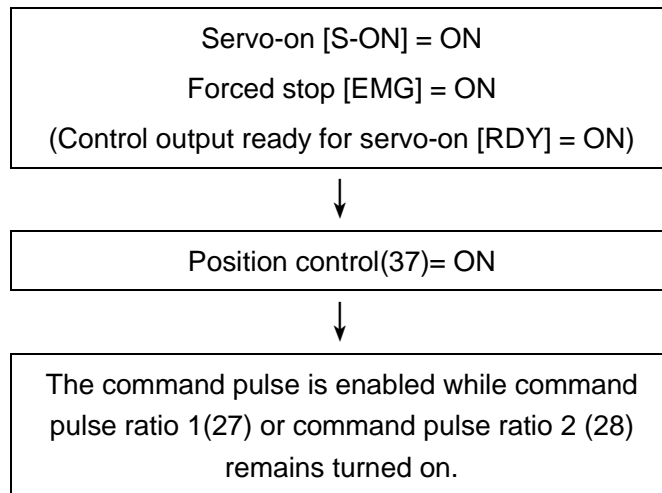 Servo-on [S-ON] = ON
Forced stop [EMG] = ON
(Control output ready for servo-on [RDY] = ON)
Position control(37)= ON
The command pulse is enabled while command
pulse ratio 1(27) or command pulse ratio 2 (28)
remains turned on.